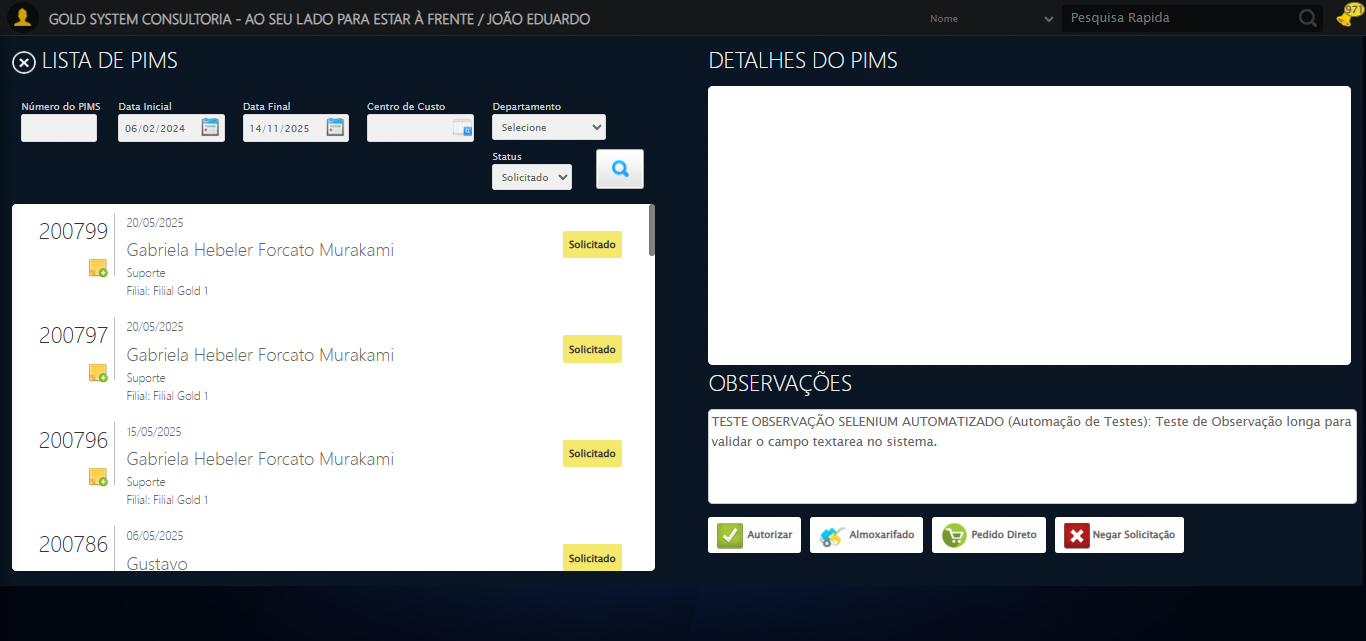 GOLD SYSTEM CONSULTORIA - AO SEU LADO PARA ESTAR À FRENTE / JOÃO EDUARDO
Nome
Pesquisa Rapida
971
LISTA DE PIMS
Número do PIMS
Data Inicial
Data Final
Centro de Custo
Departamento
06/02/2024
14/11/2025
Selecione
Status
Solicitado
200799
20/05/2025
Gabriela Hebeler Forcato Murakami
Suporte
Filial: Filial Gold 1
Solicitado
200797
20/05/2025
Gabriela Hebeler Forcato Murakami
Suporte
Filial: Filial Gold 1
Solicitado
200796
15/05/2025
Gabriela Hebeler Forcato Murakami
Suporte
Filial: Filial Gold 1
Solicitado
200786
06/05/2025
Gustavo
Solicitado
DETALHES DO PIMS
OBSERVAÇÕES
TESTE OBSERVAÇÃO SELENIUM AUTOMATIZADO (Automação de Testes): Teste de Observação longa para
validar o campo textarea no sistema.
Autorizar
Almoxarifado
Pedido Direto
Negar Solicitação